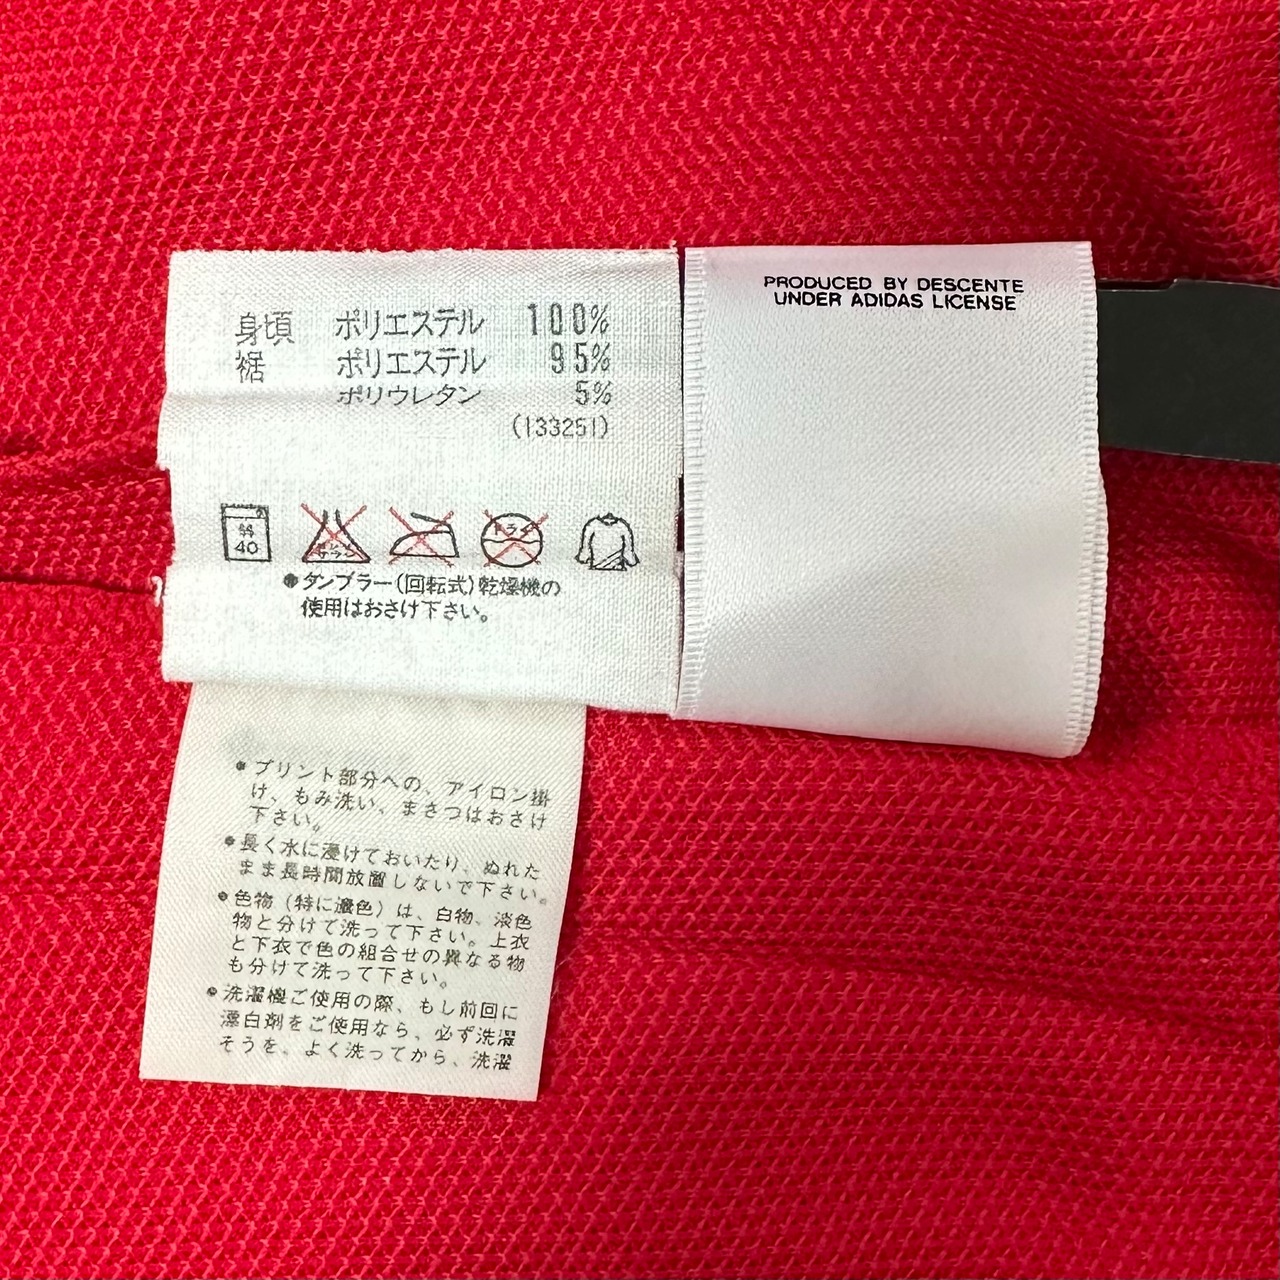 身頃 ポリエステル 100%
裾 ポリエステル 95%
ポリウレタン 5%
(133251)
弱
40
エンソ
サラシ
ドライ
●タンブラー(回転式)乾燥機の
使用はおさけ下さい。
PRODUCED BY DESCENTE
UNDER ADIDAS LICENSE
●プリント部分への、アイロン掛
け、もみ洗い、まさつはおさけ
下さい。
●長く水に浸けておいたり、ぬれた
まま長時間放置しないで下さい。
●色物(特に濃色)は、白物、淡色
物と分けて洗って下さい。上衣
と下衣で色の組合せの異なる物
も分けて洗って下さい。
●洗濯機ご使用の際、もし前回に
漂白剤をご使用なら、必ず洗濯
そうを、よく洗ってから、洗濯